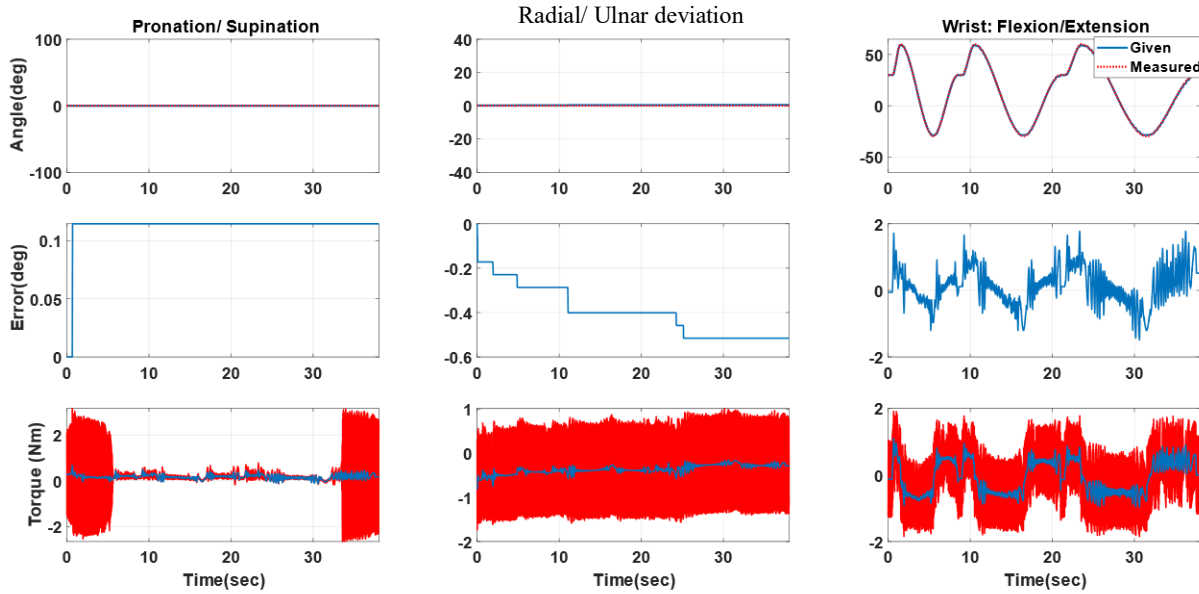 Pronation/ Supination
Radial/ Ulnar deviation
Wrist: Flexion/Extension
Angle(deg)
100
0
-100
0 10 20 30
40
20
0
-20
-40
0 10 20 30
50
0
-50
0 10 20 30
Given
Measured
Error(deg)
0.1
0.05
0
0 10 20 30
0
-0.2
-0.4
-0.6
0 10 20 30
2
0
-2
0 10 20 30
Torque (Nm)
2
0
-2
0 10 20 30
Time(sec)
1
0
-1
-2
0 10 20 30
Time(sec)
2
0
-2
0 10 20 30
Time(sec)